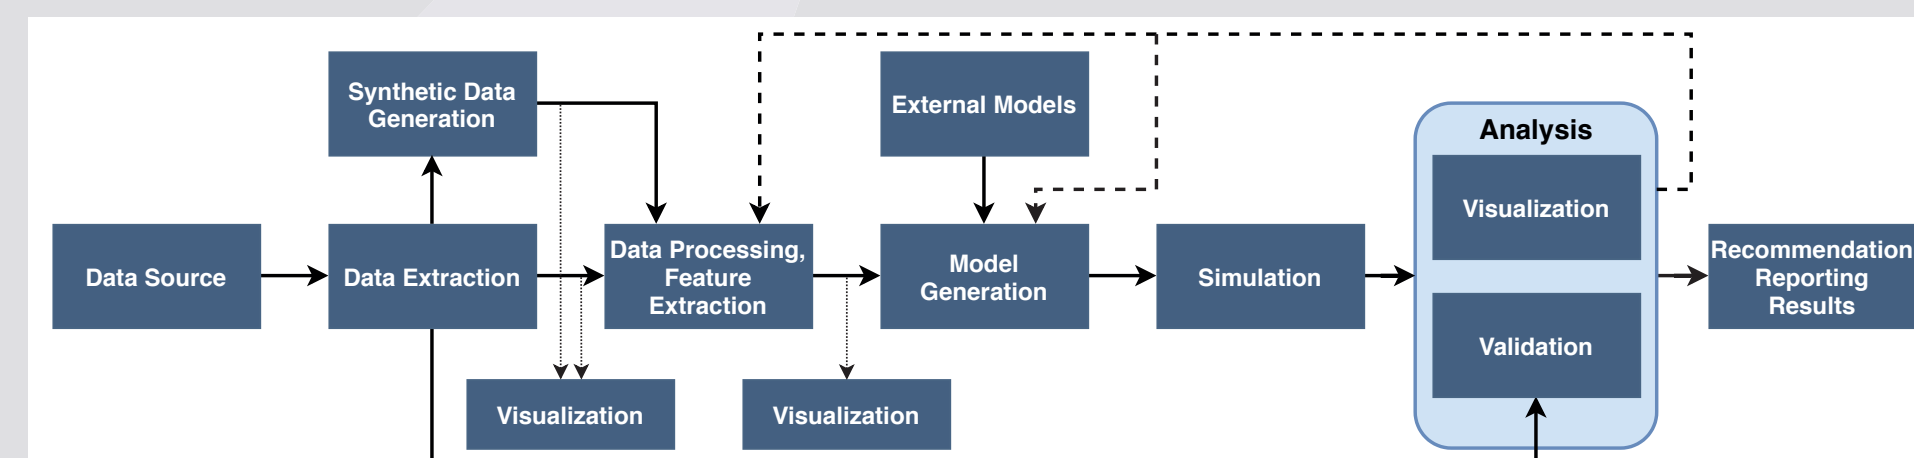 Synthetic Data
Generation
External Models
Analysis
Visualization
Data Source
Data Extraction
Data Processing,
Feature
Extraction
Model
Generation
Simulation
Recommendation
Reporting
Results
Validation
Visualization
Visualization